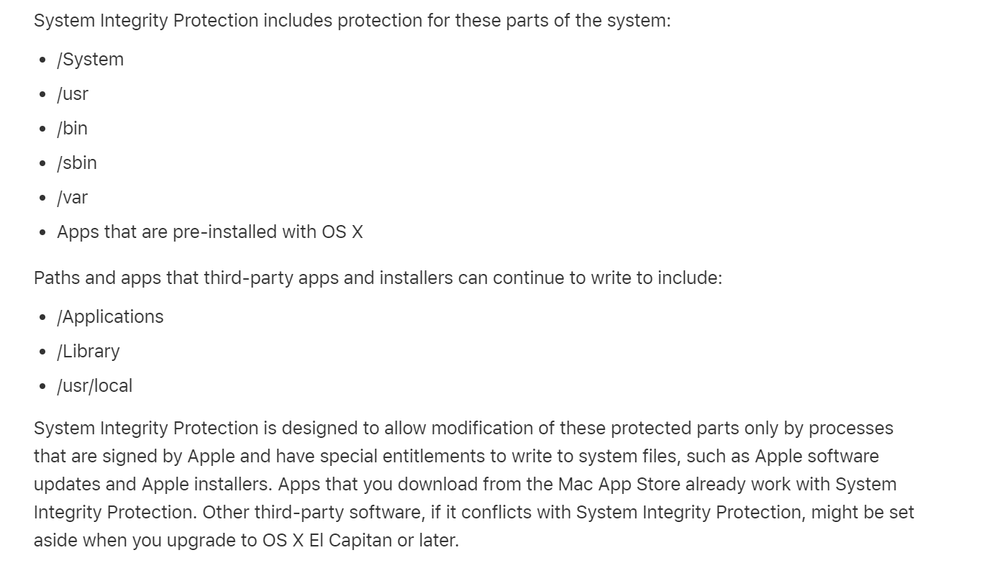 System Integrity Protection includes protection for these parts of the system:
• /System
• /usr
• /bin
• /sbin
• /var
• Apps that are pre-installed with OS X
Paths and apps that third-party apps and installers can continue to write to include:
• /Applications
• /Library
• /usr/local
System Integrity Protection is designed to allow modification of these protected parts only by processes
that are signed by Apple and have special entitlements to write to system files, such as Apple software
updates and Apple installers. Apps that you download from the Mac App Store already work with System
Integrity Protection. Other third-party software, if it conflicts with System Integrity Protection, might be set
aside when you upgrade to OS X El Capitan or later.